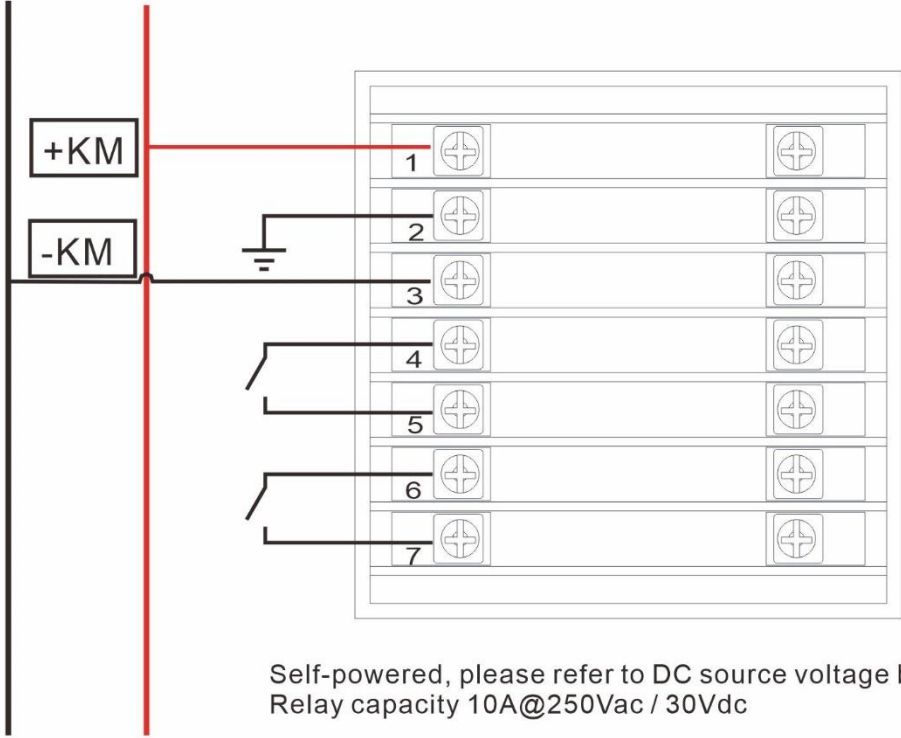 +KM
-KM
1
2
3
4
5
6
7
Self-powered, please refer to DC source voltage
Relay capacity 10A@250Vac / 30Vdc